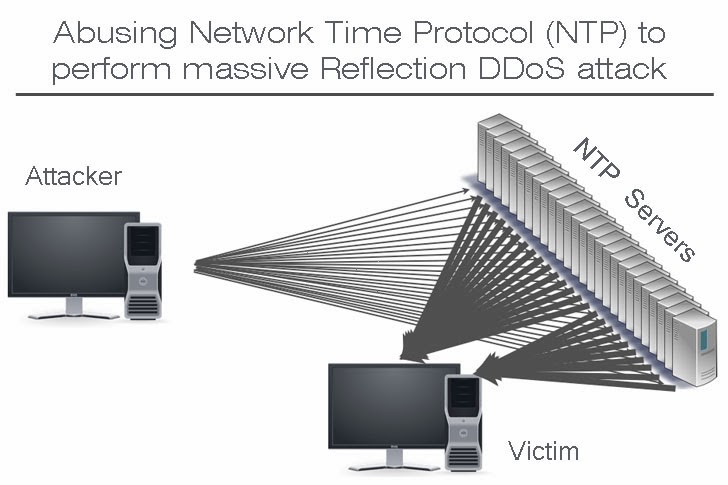 Abusing Network Time Protocol (NTP) to
perform massive Reflection DDoS attack
Attacker
NTP Servers
Victim